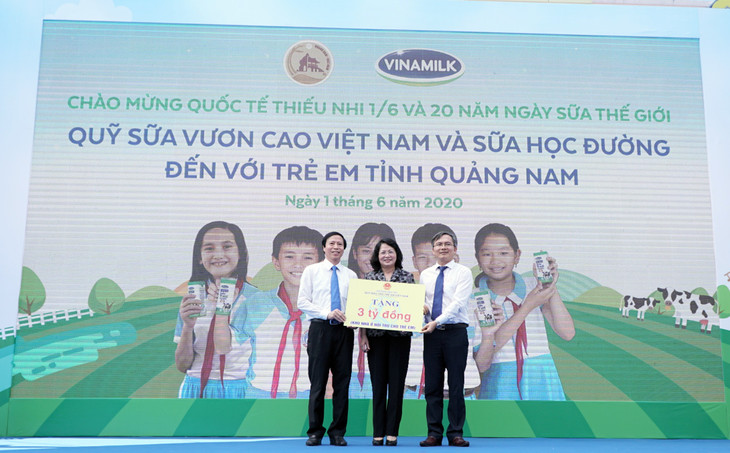 VINAMILK
CHÀO MỪNG QUỐC TẾ THIẾU NHI 1/6 VÀ 20 NĂM NGÀY SỮA THẾ GIỚI
QUỸ SỮA VƯƠN CAO VIỆT NAM VÀ SỮA HỌC ĐƯỜNG
ĐẾN VỚI TRẺ EM TỈNH QUẢNG NAM
Ngày 1 tháng 6 năm 2020
TẶNG
3 tỷ đồng